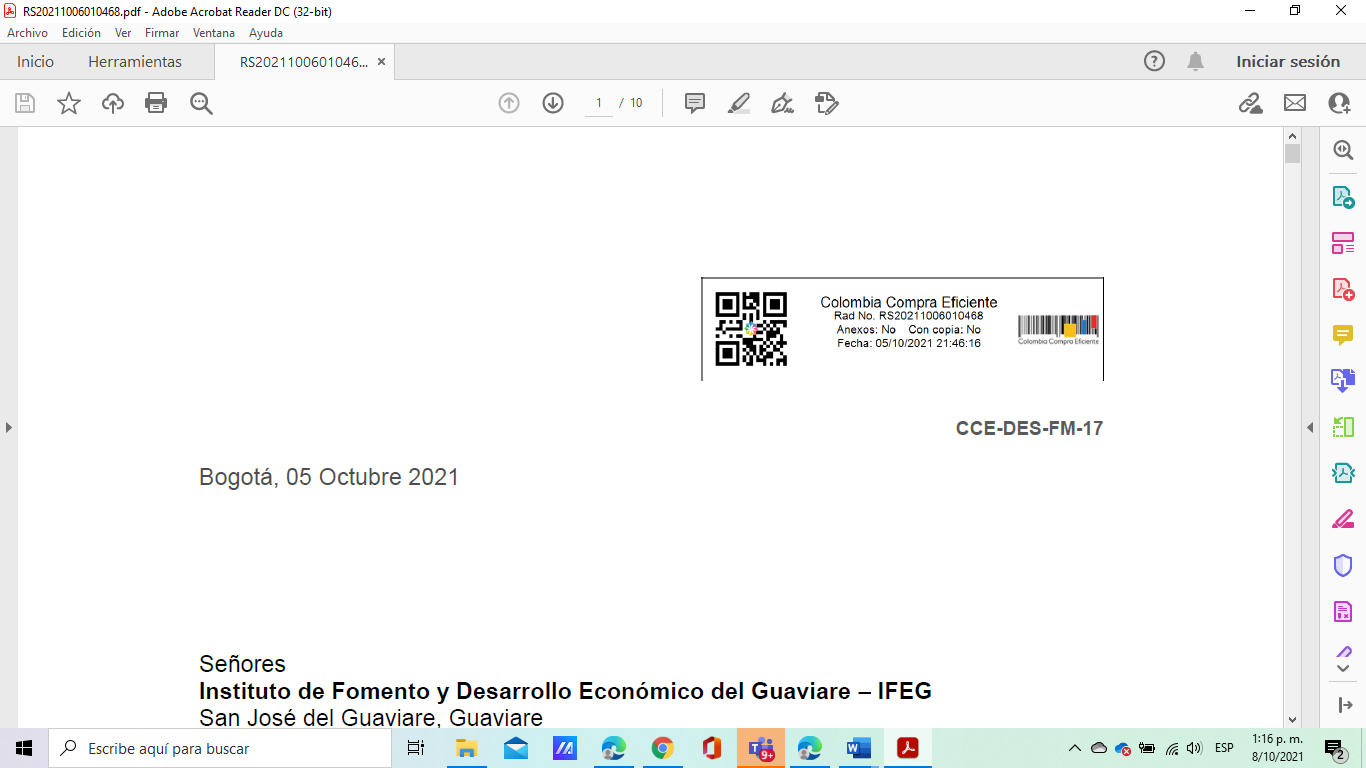 RS20211006010468.pdf - Adobe Acrobat Reader DC (32-bit)
Archivo Edición Ver Firmar Ventana Ayuda
Inicio Herramientas RS2021100601046... Iniciar sesión
1 / 10
Colombia Compra Eficiente
Rad No. RS20211006010468
Anexos: No Con copia: No
Fecha: 05/10/2021 21:46:16
Colombia Compra Eficiente
CCE-DES-FM-17
Bogotá, 05 Octubre 2021
Señores
Instituto de Fomento y Desarrollo Económico del Guaviare – IFEG
San José del Guaviare, Guaviare
Escribe aquí para buscar
9+
ESP
1:16 p. m.
8/10/2021
2